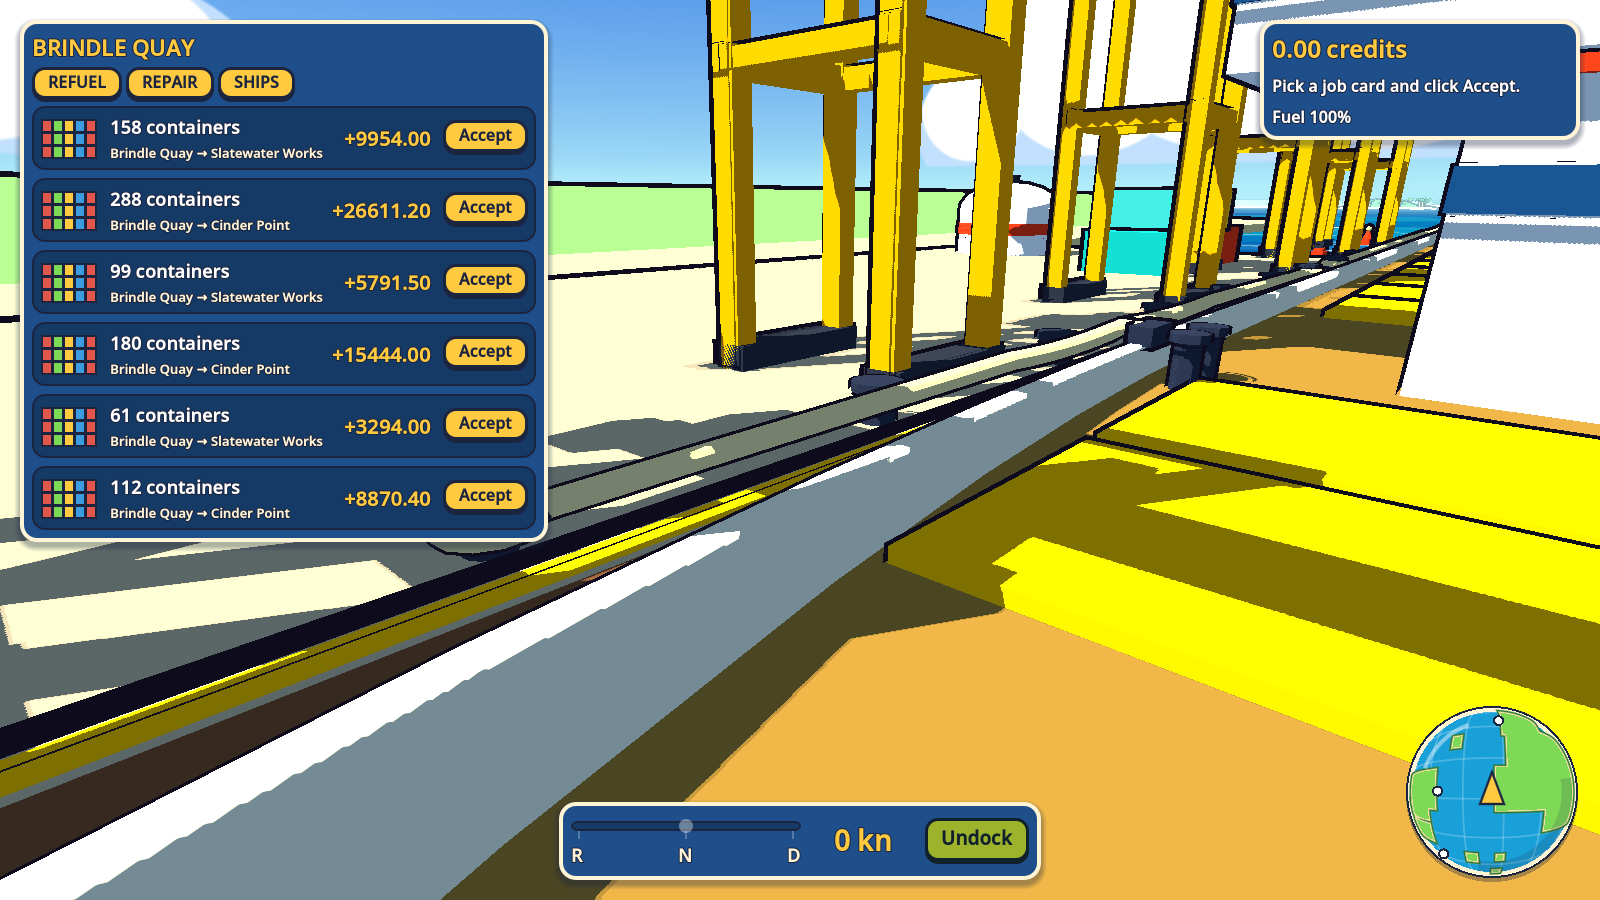 BRINDLE QUAY
REFUEL REPAIR SHIPS
158 containers
Brindle Quay → Slatewater Works
+9954.00
Accept
288 containers
Brindle Quay → Cinder Point
+26611.20
Accept
99 containers
Brindle Quay → Slatewater Works
+5791.50
Accept
180 containers
Brindle Quay → Cinder Point
+15444.00
Accept
61 containers
Brindle Quay → Slatewater Works
+3294.00
Accept
112 containers
Brindle Quay → Cinder Point
+8870.40
Accept
0.00 credits
Pick a job card and click Accept.
Fuel 100%
R N D
0 kn
Undock